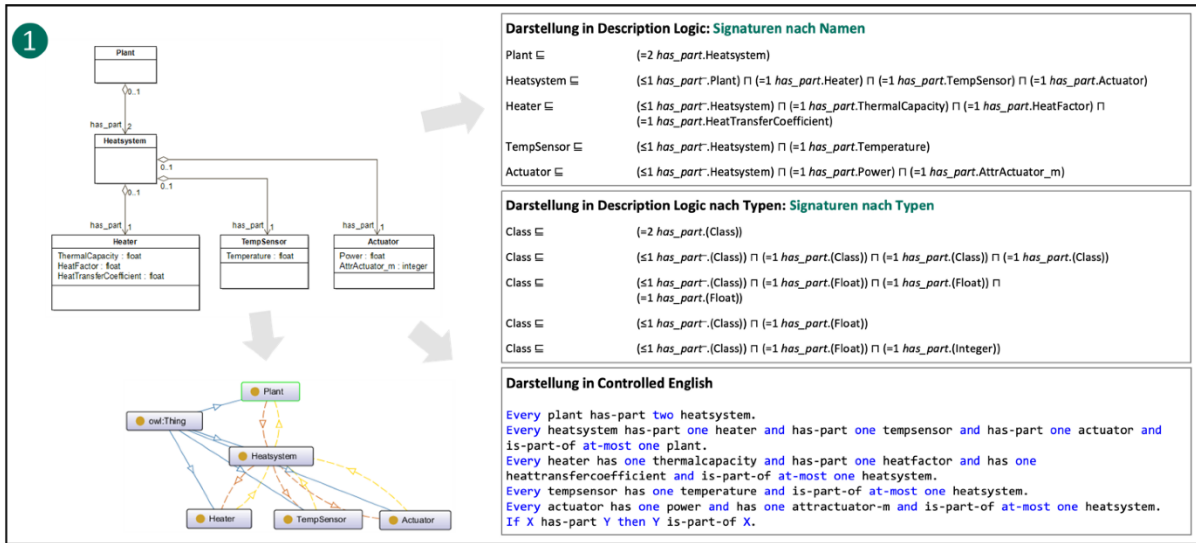 1
Plant
0..1
has_part 2
Heatsystem
0..1
0..1
0..1
has_part 1
has_part 1
has_part 1
Heater
ThermalCapacity : float
HeatFactor : float
HeatTransferCoefficient : float
TempSensor
Temperature : float
Actuator
Power : float
AttrActuator_m : integer
Plant
owl:Thing
Heatsystem
Heater
TempSensor
Actuator
Darstellung in Description Logic: Signaturen nach Namen
Plant ⊑ (=2 has_part.Heatsystem)
Heatsystem ⊑ (≤1 has_part⁻.Plant) ⊓ (=1 has_part.Heater) ⊓ (=1 has_part.TempSensor) ⊓ (=1 has_part.Actuator)
Heater ⊑ (≤1 has_part⁻.Heatsystem) ⊓ (=1 has_part.ThermalCapacity) ⊓ (=1 has_part.HeatFactor) ⊓
(=1 has_part.HeatTransferCoefficient)
TempSensor ⊑ (≤1 has_part⁻.Heatsystem) ⊓ (=1 has_part.Temperature)
Actuator ⊑ (≤1 has_part⁻.Heatsystem) ⊓ (=1 has_part.Power) ⊓ (=1 has_part.AttrActuator_m)
Darstellung in Description Logic nach Typen: Signaturen nach Typen
Class ⊑ (=2 has_part.(Class))
Class ⊑ (≤1 has_part⁻.(Class)) ⊓ (=1 has_part.(Class)) ⊓ (=1 has_part.(Class)) ⊓ (=1 has_part.(Class))
Class ⊑ (≤1 has_part⁻.(Class)) ⊓ (=1 has_part.(Float)) ⊓ (=1 has_part.(Float)) ⊓
(=1 has_part.(Float))
Class ⊑ (≤1 has_part⁻.(Class)) ⊓ (=1 has_part.(Float))
Class ⊑ (≤1 has_part⁻.(Class)) ⊓ (=1 has_part.(Float)) ⊓ (=1 has_part.(Integer))
Darstellung in Controlled English
Every plant has-part two heatsystem.
Every heatsystem has-part one heater and has-part one tempsensor and has-part one actuator and
is-part-of at-most one plant.
Every heater has one thermalcapacity and has-part one heatfactor and has one
heattransfercoefficient and is-part-of at-most one heatsystem.
Every tempsensor has one temperature and is-part-of at-most one heatsystem.
Every actuator has one power and has one attractuator-m and is-part-of at-most one heatsystem.
If X has-part Y then Y is-part-of X.